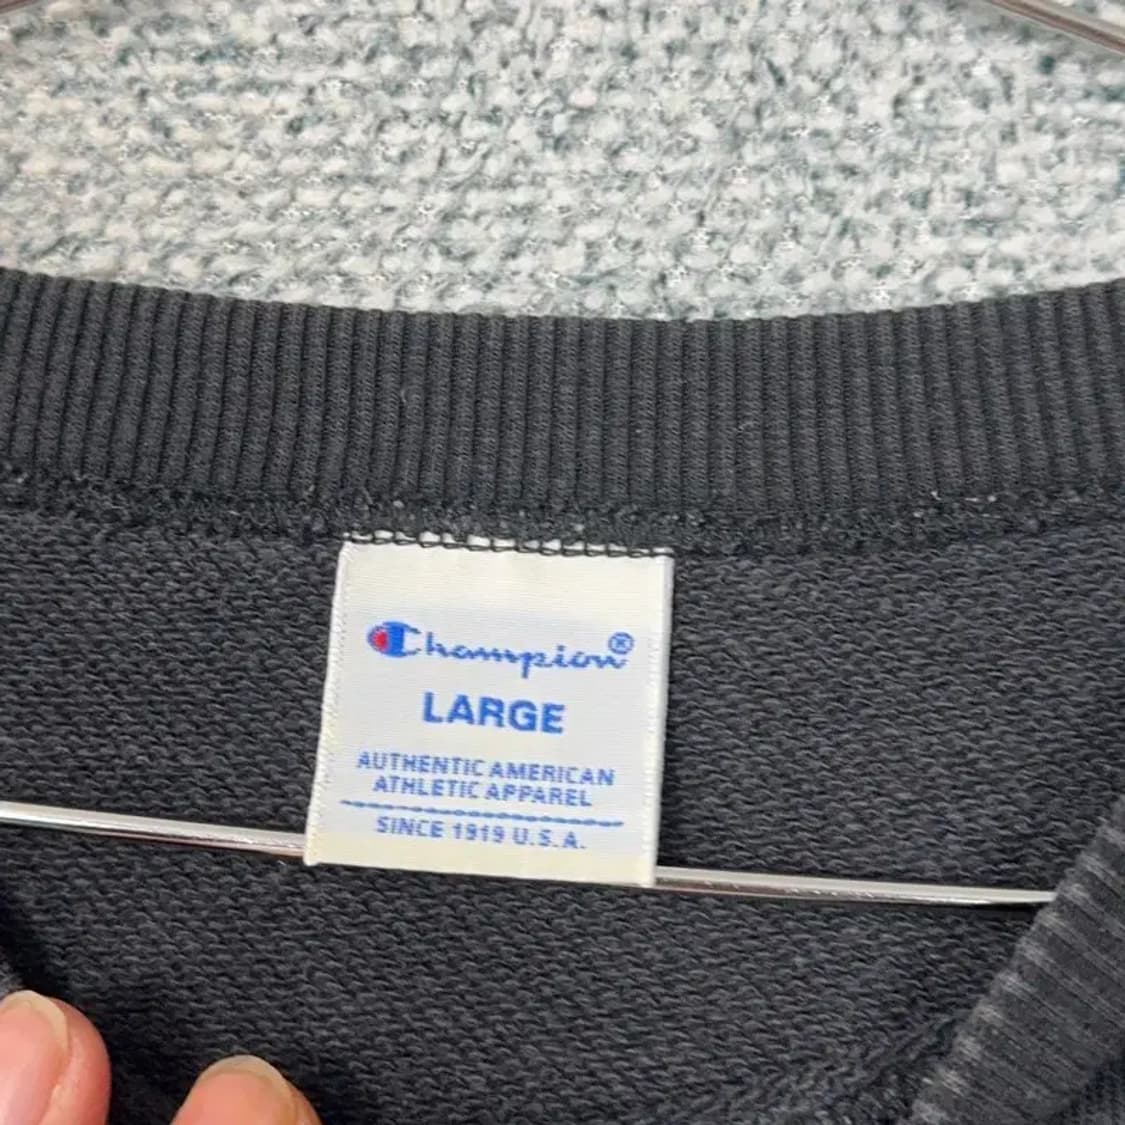 Champion®
LARGE
AUTHENTIC AMERICAN
ATHLETIC APPAREL
SINCE 1919 U.S.A.